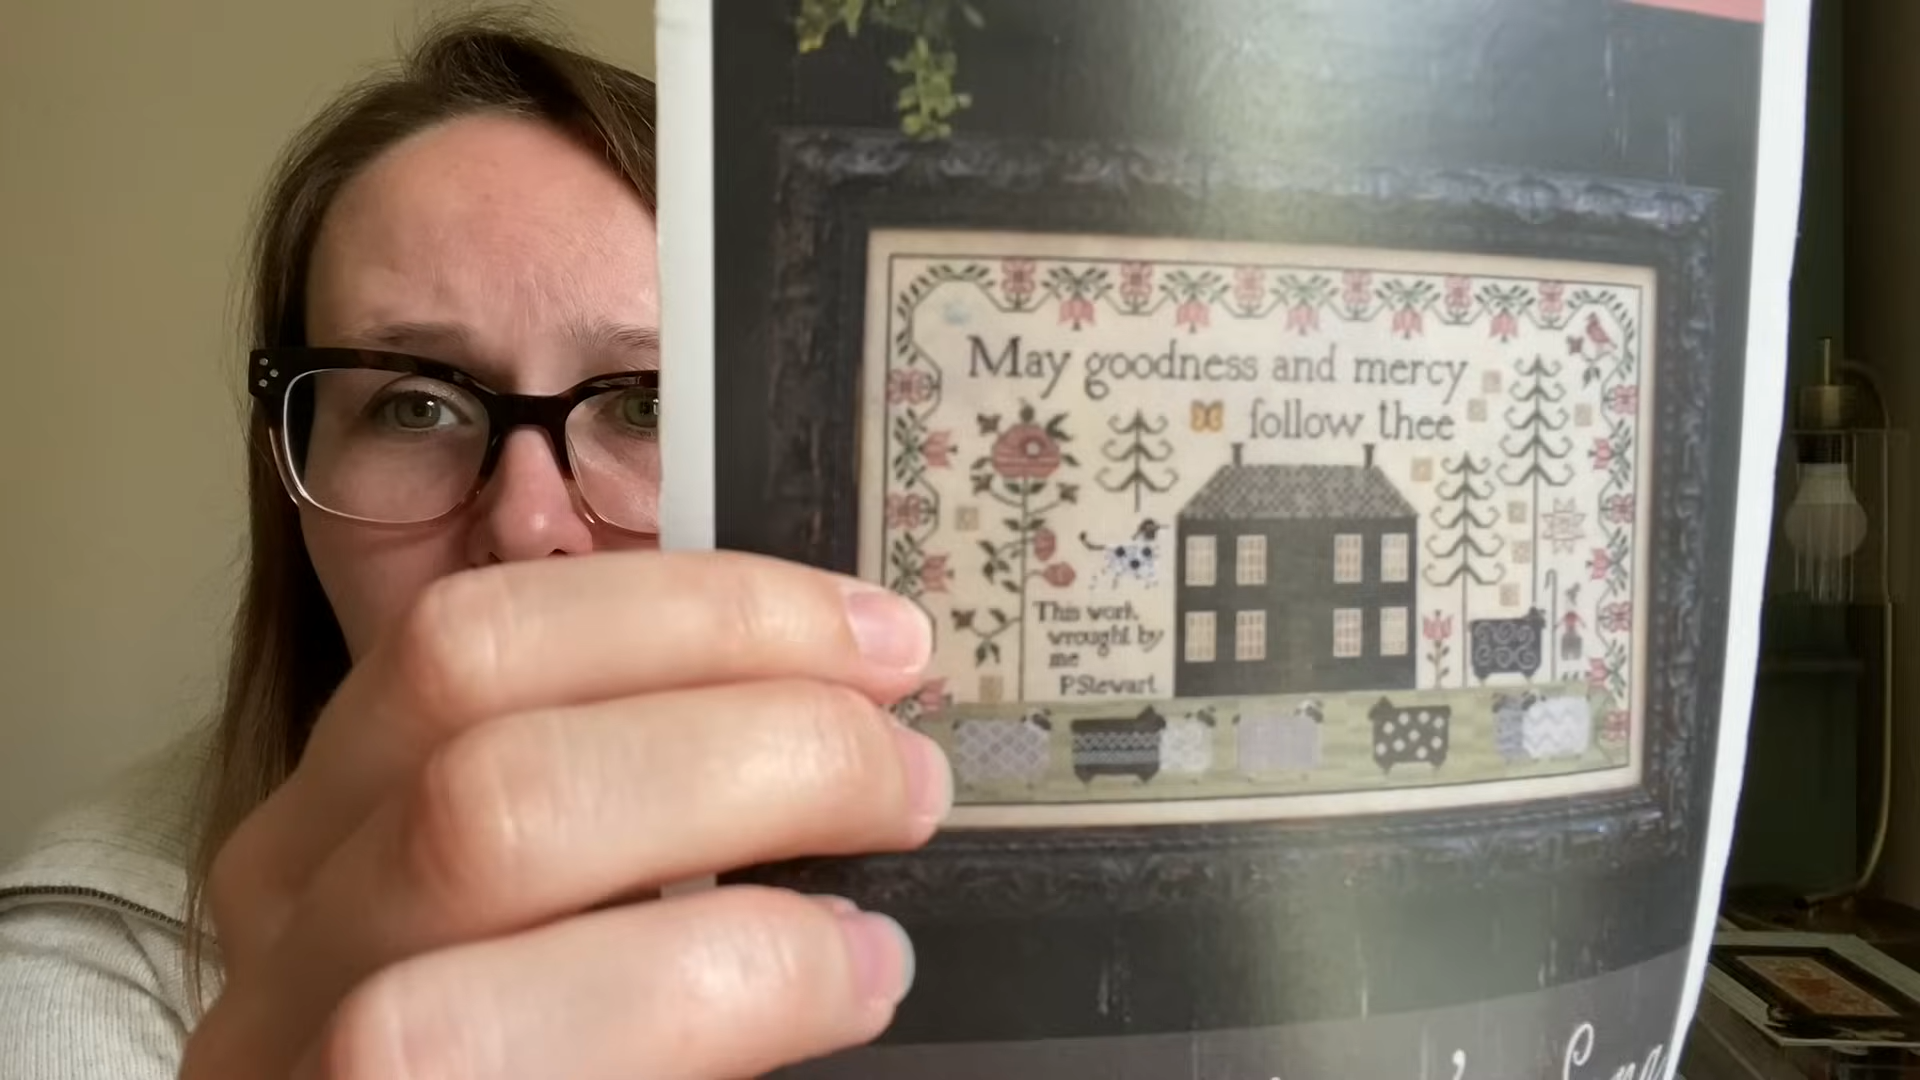 May goodness and mercy
follow thee
This work
wrought by
me
P.Stewart